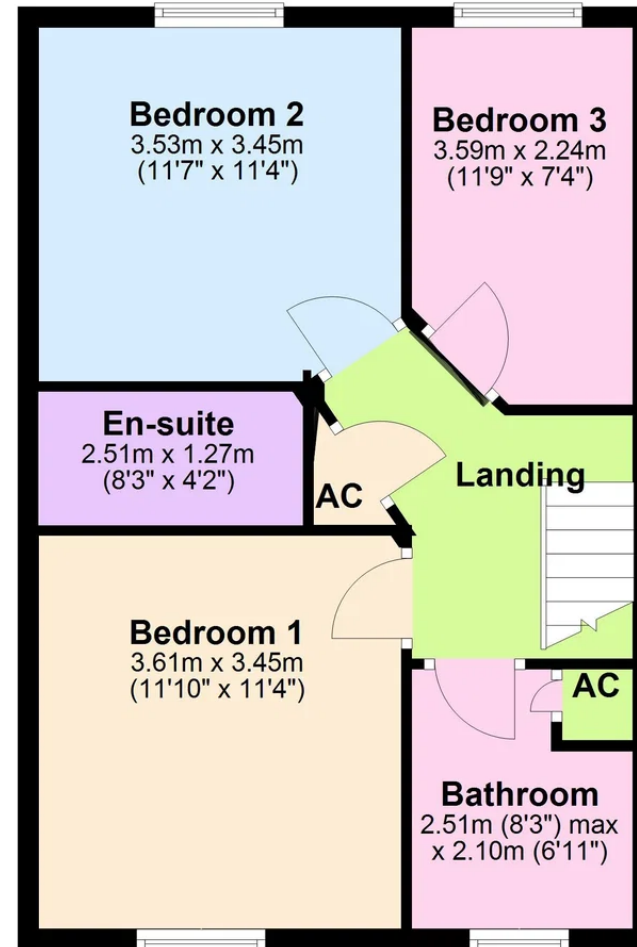 Bedroom 2
3.53m x 3.45m
(11'7" x 11'4")
Bedroom 3
3.59m x 2.24m
(11'9" x 7'4")
En-suite
2.51m x 1.27m
(8'3" x 4'2")
AC
Landing
Bedroom 1
3.61m x 3.45m
(11'10" x 11'4")
AC
Bathroom
2.51m (8'3") max
x 2.10m (6'11")